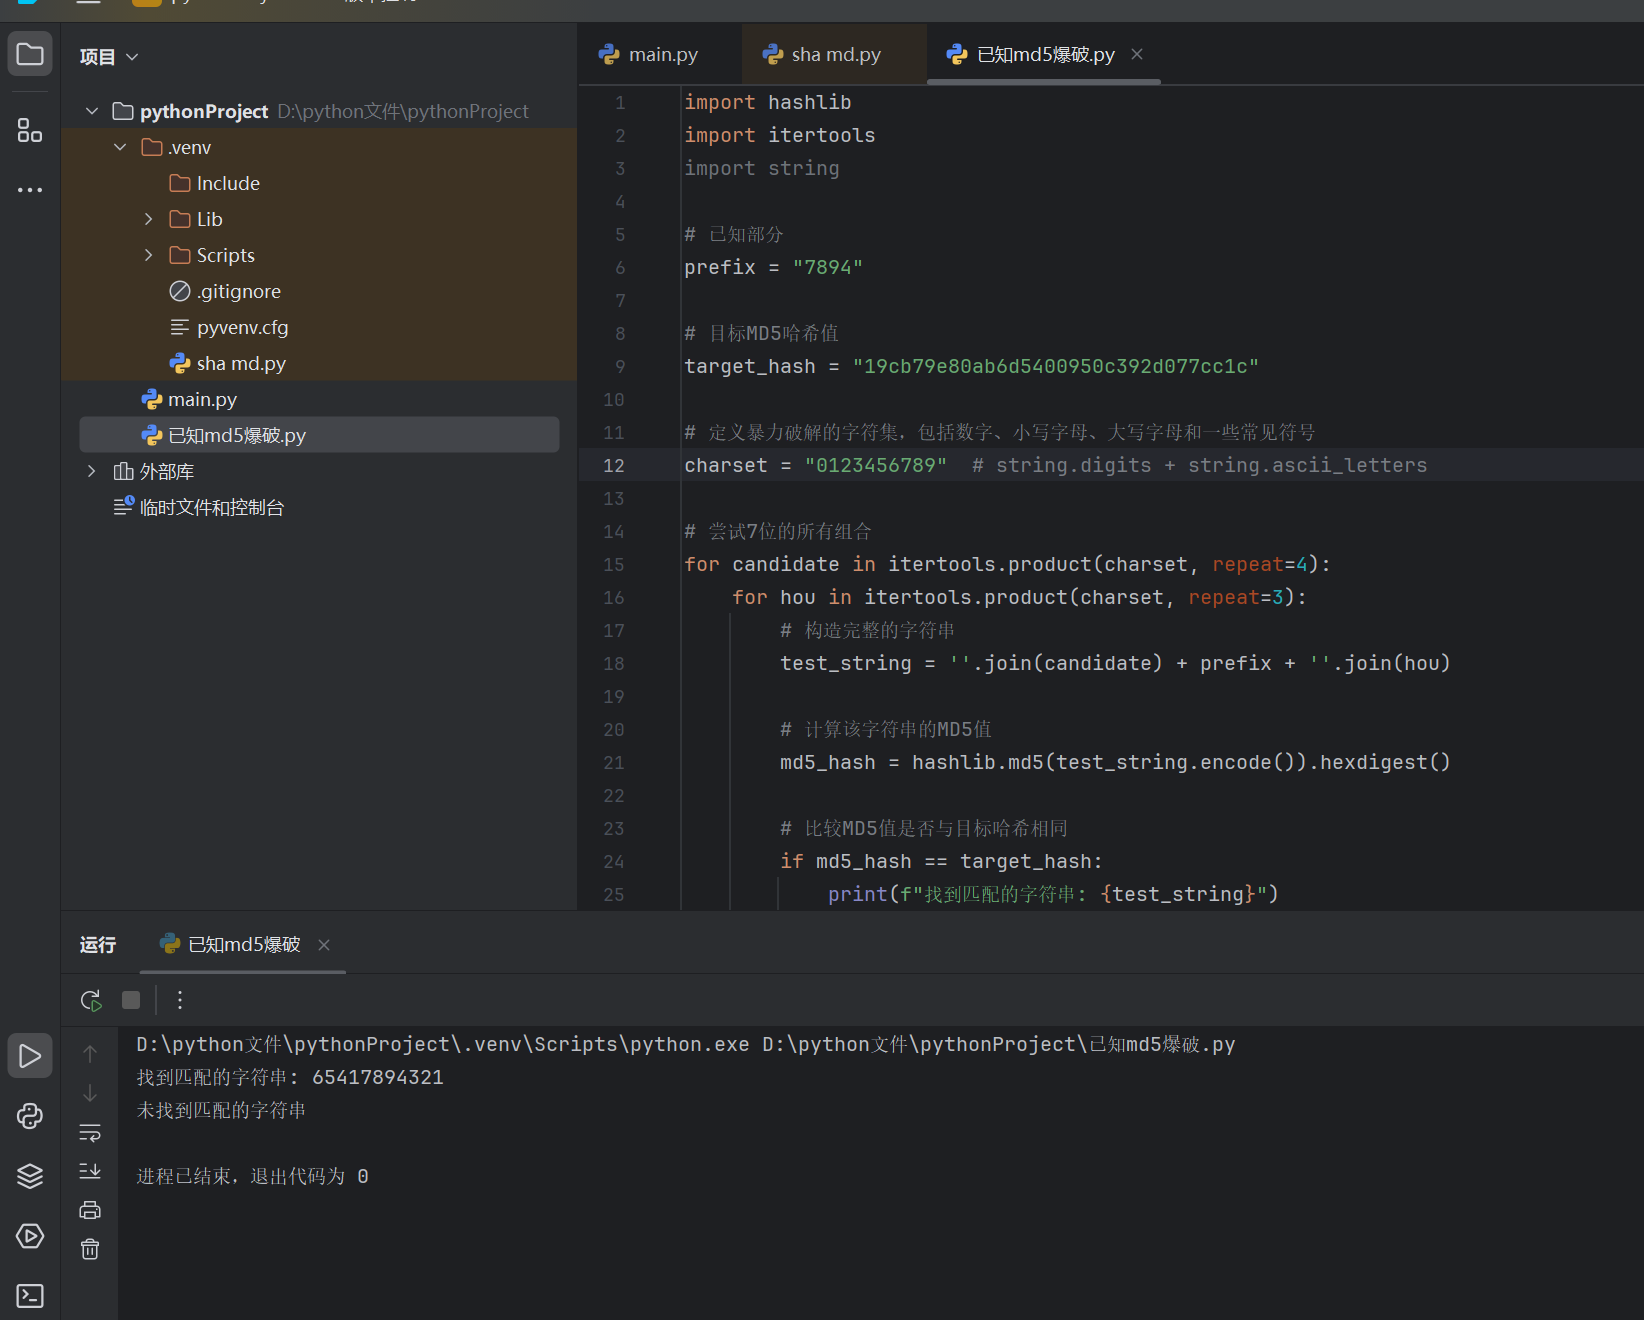 项目
pythonProject D:\python文件\pythonProject
.venv
Include
Lib
Scripts
.gitignore
pyvenv.cfg
sha md.py
main.py
已知md5爆破.py
外部库
临时文件和控制台
main.py
sha md.py
已知md5爆破.py
1 import hashlib
2 import itertools
3 import string
4
5 # 已知部分
6 prefix = "7894"
7
8 # 目标MD5哈希值
9 target_hash = "19cb79e80ab6d5400950c392d077cc1c"
10
11 # 定义暴力破解的字符集，包括数字、小写字母、大写字母和一些常见符号
12 charset = "0123456789"  # string.digits + string.ascii_letters
13
14 # 尝试7位的所有组合
15 for candidate in itertools.product(charset, repeat=4):
16     for hou in itertools.product(charset, repeat=3):
17         # 构造完整的字符串
18         test_string = ''.join(candidate) + prefix + ''.join(hou)
19
20         # 计算该字符串的MD5值
21         md5_hash = hashlib.md5(test_string.encode()).hexdigest()
22
23         # 比较MD5值是否与目标哈希相同
24         if md5_hash == target_hash:
25             print(f"找到匹配的字符串: {test_string}")
运行
已知md5爆破
D:\python文件\pythonProject\.venv\Scripts\python.exe D:\python文件\pythonProject\已知md5爆破.py
找到匹配的字符串: 65417894321
未找到匹配的字符串
进程已结束，退出代码为 0